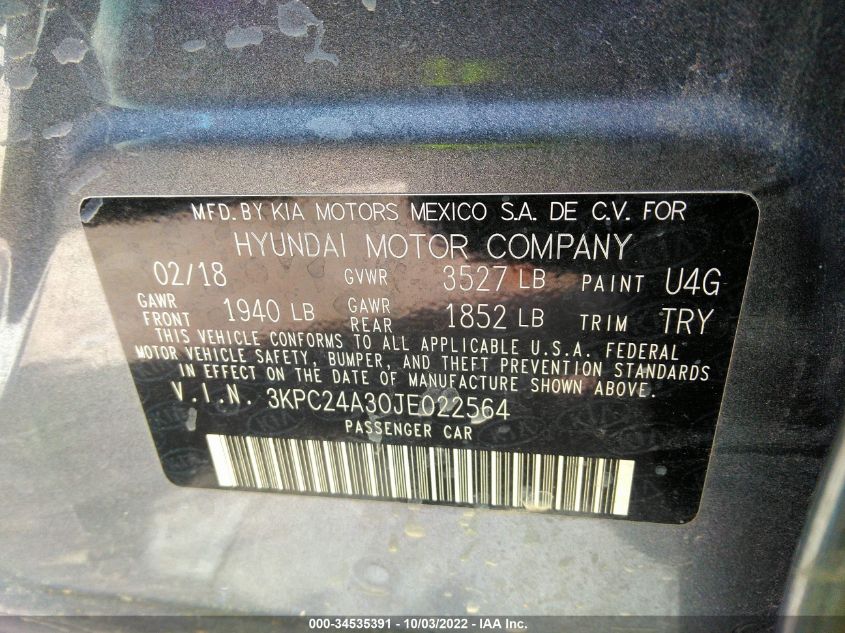 MFD. BY KIA MOTORS MEXICO S.A. DE C.V. FOR
HYUNDAI MOTOR COMPANY
02/18 GVWR 3527 LB PAINT U4G
GAWR FRONT 1940 LB GAWR REAR 1852 LB TRIM TRY
THIS VEHICLE CONFORMS TO ALL APPLICABLE U.S.A. FEDERAL
MOTOR VEHICLE SAFETY, BUMPER, AND THEFT PREVENTION STANDARDS
IN EFFECT ON THE DATE OF MANUFACTURE SHOWN ABOVE.
V.I.N. 3KPC24A30JE022564
PASSENGER CAR
000-34535391 - 10/03/2022 - IAA Inc.